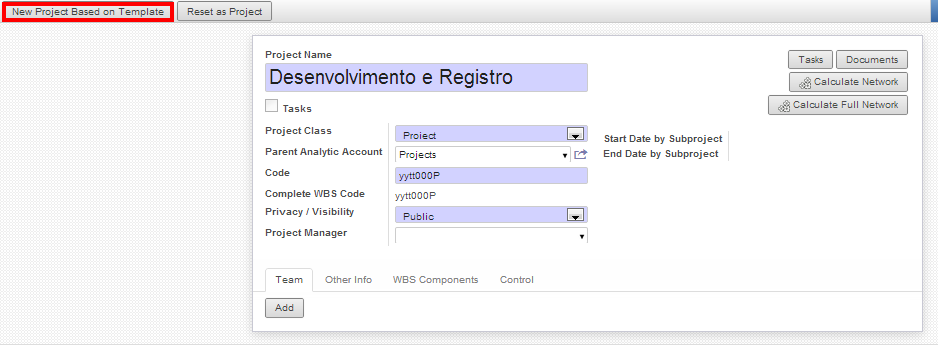 New Project Based on Template
Reset as Project
Project Name
Desenvolvimento e Registro
Tasks
Documents
Calculate Network
Calculate Full Network
Tasks
Project Class
Project
Parent Analytic Account
Projects
Code
yytt000P
Complete WBS Code
yytt000P
Privacy / Visibility
Public
Project Manager
Start Date by Subproject
End Date by Subproject
Team
Other Info
WBS Components
Control
Add